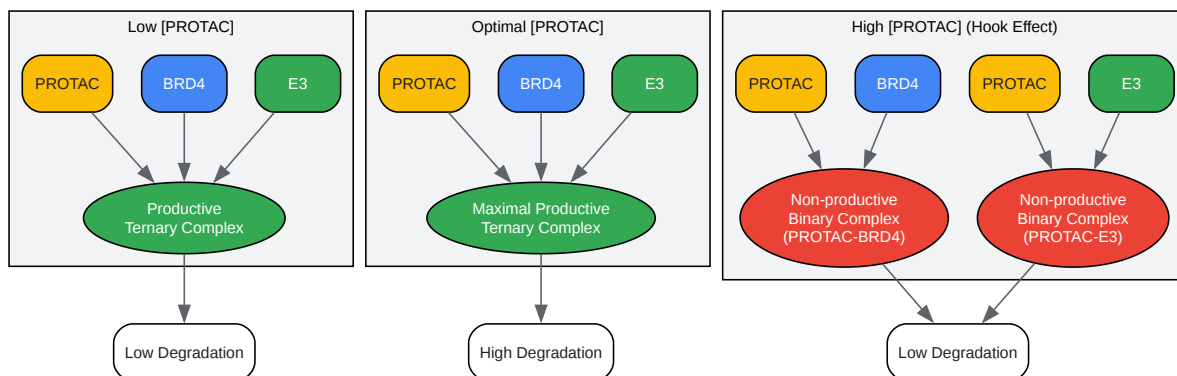 Low [PROTAC]
PROTAC
BRD4
E3
Productive
Ternary Complex
Low Degradation
Optimal [PROTAC]
PROTAC
BRD4
E3
Maximal Productive
Ternary Complex
High Degradation
High [PROTAC] (Hook Effect)
PROTAC
BRD4
PROTAC
E3
Non-productive
Binary Complex
(PROTAC-BRD4)
Non-productive
Binary Complex
(PROTAC-E3)
Low Degradation